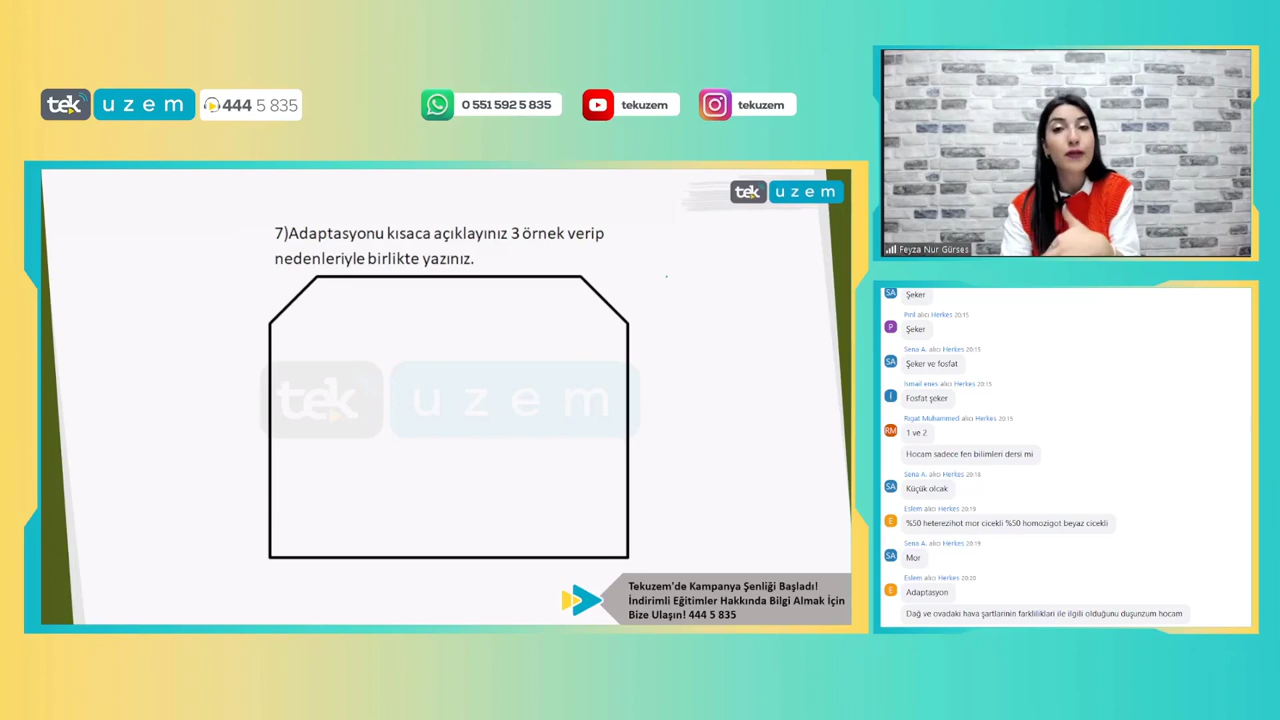 tek uzem 444 5 835
0 551 592 5 835
tekuzem
tekuzem
tek uzem
7)Adaptasyonu kısaca açıklayınız 3 örnek verip
nedenleriyle birlikte yazınız.
tek uzem
Tekuzem'de Kampanya Şenliği Başladı!
İndirimli Eğitimler Hakkında Bilgi Almak İçin
Bize Ulaşın! 444 5 835
Feyza Nur Gürses
SA
Şeker
Pırıl alıcı Herkes 20:15
P
Şeker
Sena A. alıcı Herkes 20:15
SA
Şeker ve fosfat
İsmail enes alıcı Herkes 20:15
I
Fosfat şeker
Rıgat Muhammed alıcı Herkes 20:15
RM
1 ve 2
Hocam sadece fen bilimleri dersi mi
Sena A. alıcı Herkes 20:18
SA
Küçük olcak
Eslem alıcı Herkes 20:19
E
%50 heterezihot mor cicekli %50 homozigot beyaz cicekli
Sena A. alıcı Herkes 20:19
SA
Mor
Eslem alıcı Herkes 20:20
E
Adaptasyon
Dağ ve ovadakı hava şartlarinin farkliliklari ile ilgili olduğunu duşunzum hocam